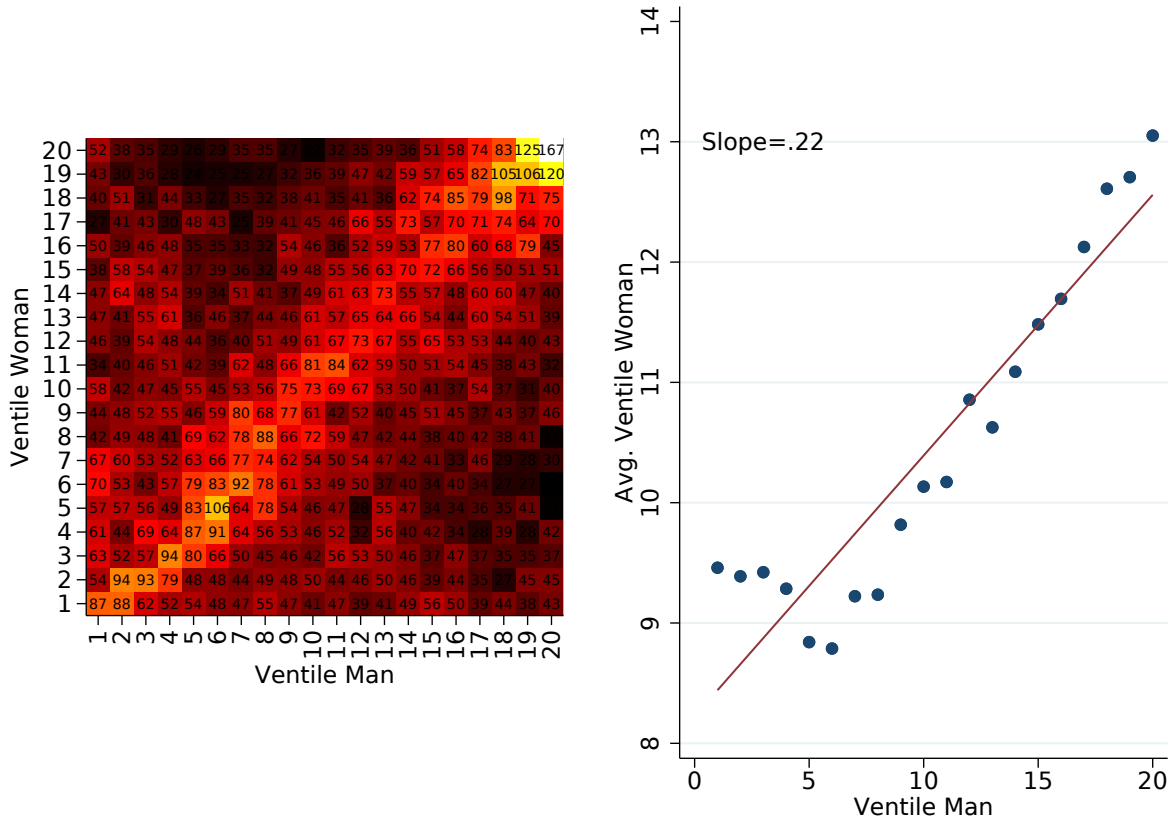 20 52 38 35 29 26 29 35 35 27 32 35 39 36 51 58 74 83 125 167
19 43 30 36 28 24 25 25 27 32 36 39 47 42 59 57 65 82 105 106 120
18 40 51 31 44 33 27 35 32 38 41 35 41 36 62 74 85 79 98 71 75
17 27 41 43 30 48 43 25 39 41 45 46 66 55 73 57 70 71 74 64 70
16 50 39 46 48 35 35 33 32 54 46 36 52 59 53 77 80 60 68 79 45
15 38 58 54 47 37 39 36 32 49 48 55 56 63 70 72 66 56 50 51 51
14 47 64 48 54 39 34 51 41 37 49 61 63 73 55 57 48 60 60 47 40
13 47 41 55 61 36 46 37 44 46 61 57 65 64 66 54 44 60 54 51 39
12 46 39 54 48 44 36 40 51 49 61 67 73 67 55 65 53 53 44 40 43
11 34 40 46 51 42 39 62 48 66 81 84 62 59 50 51 54 45 38 43 32
10 58 42 47 45 55 45 53 56 75 73 69 67 53 50 41 37 54 37 31 40
9 44 48 52 55 46 59 80 68 77 61 42 52 40 45 51 45 37 43 37 46
8 42 49 48 41 69 62 78 88 66 72 59 47 42 44 38 40 42 38 41
7 67 60 53 52 63 66 77 74 62 54 50 54 47 42 41 33 46 29 28 30
6 70 53 43 57 79 83 92 78 61 53 49 50 37 40 34 40 34 27 27
5 57 57 56 49 83 106 64 78 54 46 47 28 55 47 34 34 36 35 41
4 61 44 69 64 87 91 64 56 53 46 52 32 56 40 42 34 28 39 28 42
3 63 52 57 94 80 66 50 45 46 42 56 53 50 46 37 47 37 35 35 37
2 54 94 93 79 48 48 44 49 48 50 44 46 50 46 39 44 35 27 45 45
1 87 88 62 52 54 48 47 55 47 41 47 39 41 49 56 50 39 44 38 43
1 2 3 4 5 6 7 8 9 10 11 12 13 14 15 16 17 18 19 20
Ventile Man
Ventile Woman
14
13
12
11
10
9
8
Avg. Ventile Woman
Slope=.22
0 5 10 15 20
Ventile Man